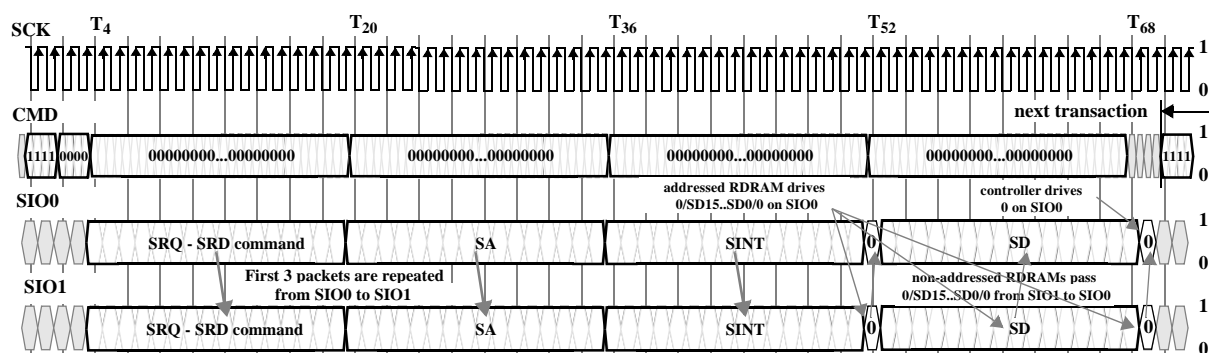 SCK T4 T20 T36 T52 T68
1
0
CMD next transaction
1
1111 0000 00000000...00000000 00000000...00000000 00000000...00000000 00000000...00000000 1111
0
SIO0 addressed RDRAM drives controller drives
0/SD15..SD0/0 on SIO0 0 on SIO0
1
SRQ - SRD command SA SINT 0 SD 0
0
First 3 packets are repeated non-addressed RDRAMs pass
SIO1 from SIO0 to SIO1 0/SD15..SD0/0 from SIO1 to SIO0
1
SRQ - SRD command SA SINT 0 SD 0
0